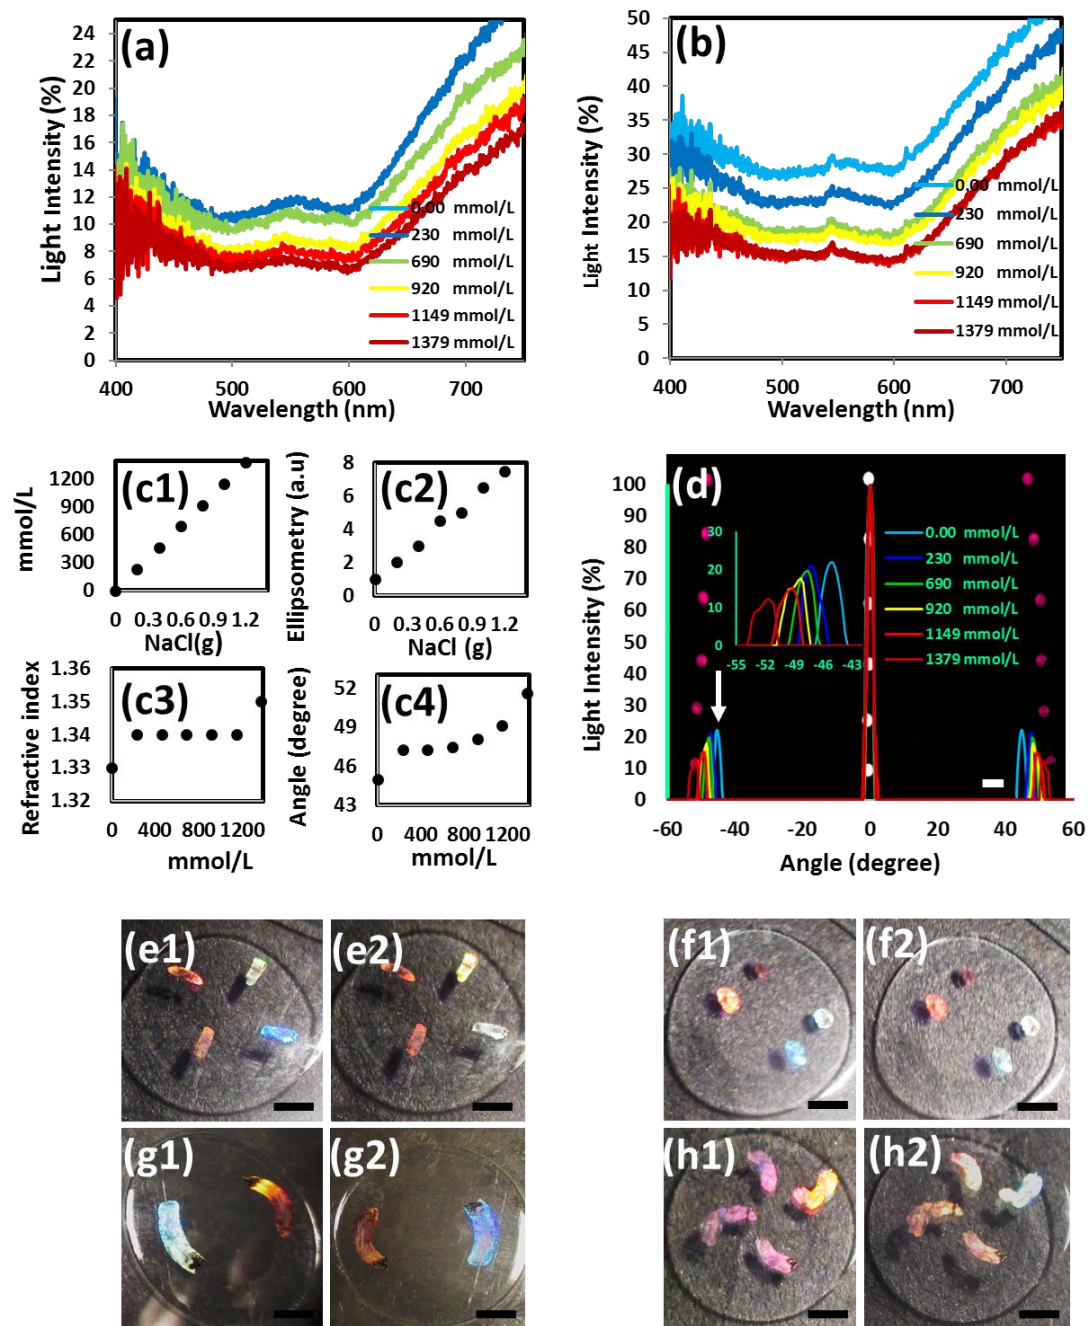 (a)
24
22
20
18
16
14
12
10
8
6
4
2
0
Light Intensity (%)
0.00 mmol/L
230 mmol/L
690 mmol/L
920 mmol/L
1149 mmol/L
1379 mmol/L
400 500 600 700
Wavelength (nm)
(b)
50
45
40
35
30
25
20
15
10
5
0
Light Intensity (%)
0.00 mmol/L
230 mmol/L
690 mmol/L
920 mmol/L
1149 mmol/L
1379 mmol/L
400 500 600 700
Wavelength (nm)
(c1)
1200
900
600
300
0
mmol/L
0 0.3 0.6 0.9 1.2
NaCl(g)
(c2)
8
6
4
2
0
Ellipsometry (a.u)
0 0.3 0.6 0.9 1.2
NaCl (g)
(c3)
1.36
1.35
1.34
1.33
1.32
Refractive index
0 400 800 1200
mmol/L
(c4)
52
49
46
43
Angle (degree)
0 400 800 1200
mmol/L
(d)
100
90
80
70
60
50
40
30
20
10
0
Light Intensity (%)
30
20
10
0
-55 -52 -49 -46 -43
0.00 mmol/L
230 mmol/L
690 mmol/L
920 mmol/L
1149 mmol/L
1379 mmol/L
-60 -40 -20 0 20 40 60
Angle (degree)
(e1)
(e2)
(f1)
(f2)
(g1)
(g2)
(h1)
(h2)